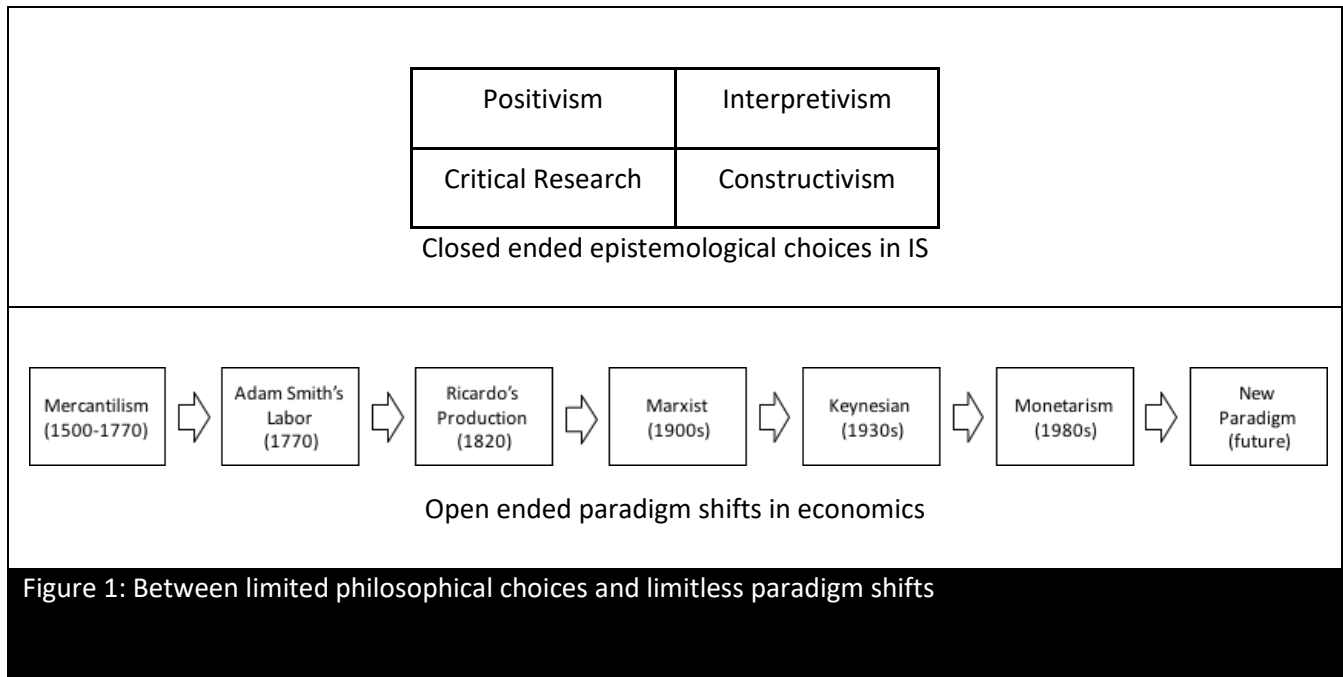 Positivism
Interpretivism
Critical Research
Constructivism
Closed ended epistemological choices in IS
Mercantilism
(1500-1770)
Adam Smith's
Labor
(1770)
Ricardo's
Production
(1820)
Marxist
(1900s)
Keynesian
(1930s)
Monetarism
(1980s)
New
Paradigm
(future)
Open ended paradigm shifts in economics
Figure 1: Between limited philosophical choices and limitless paradigm shifts